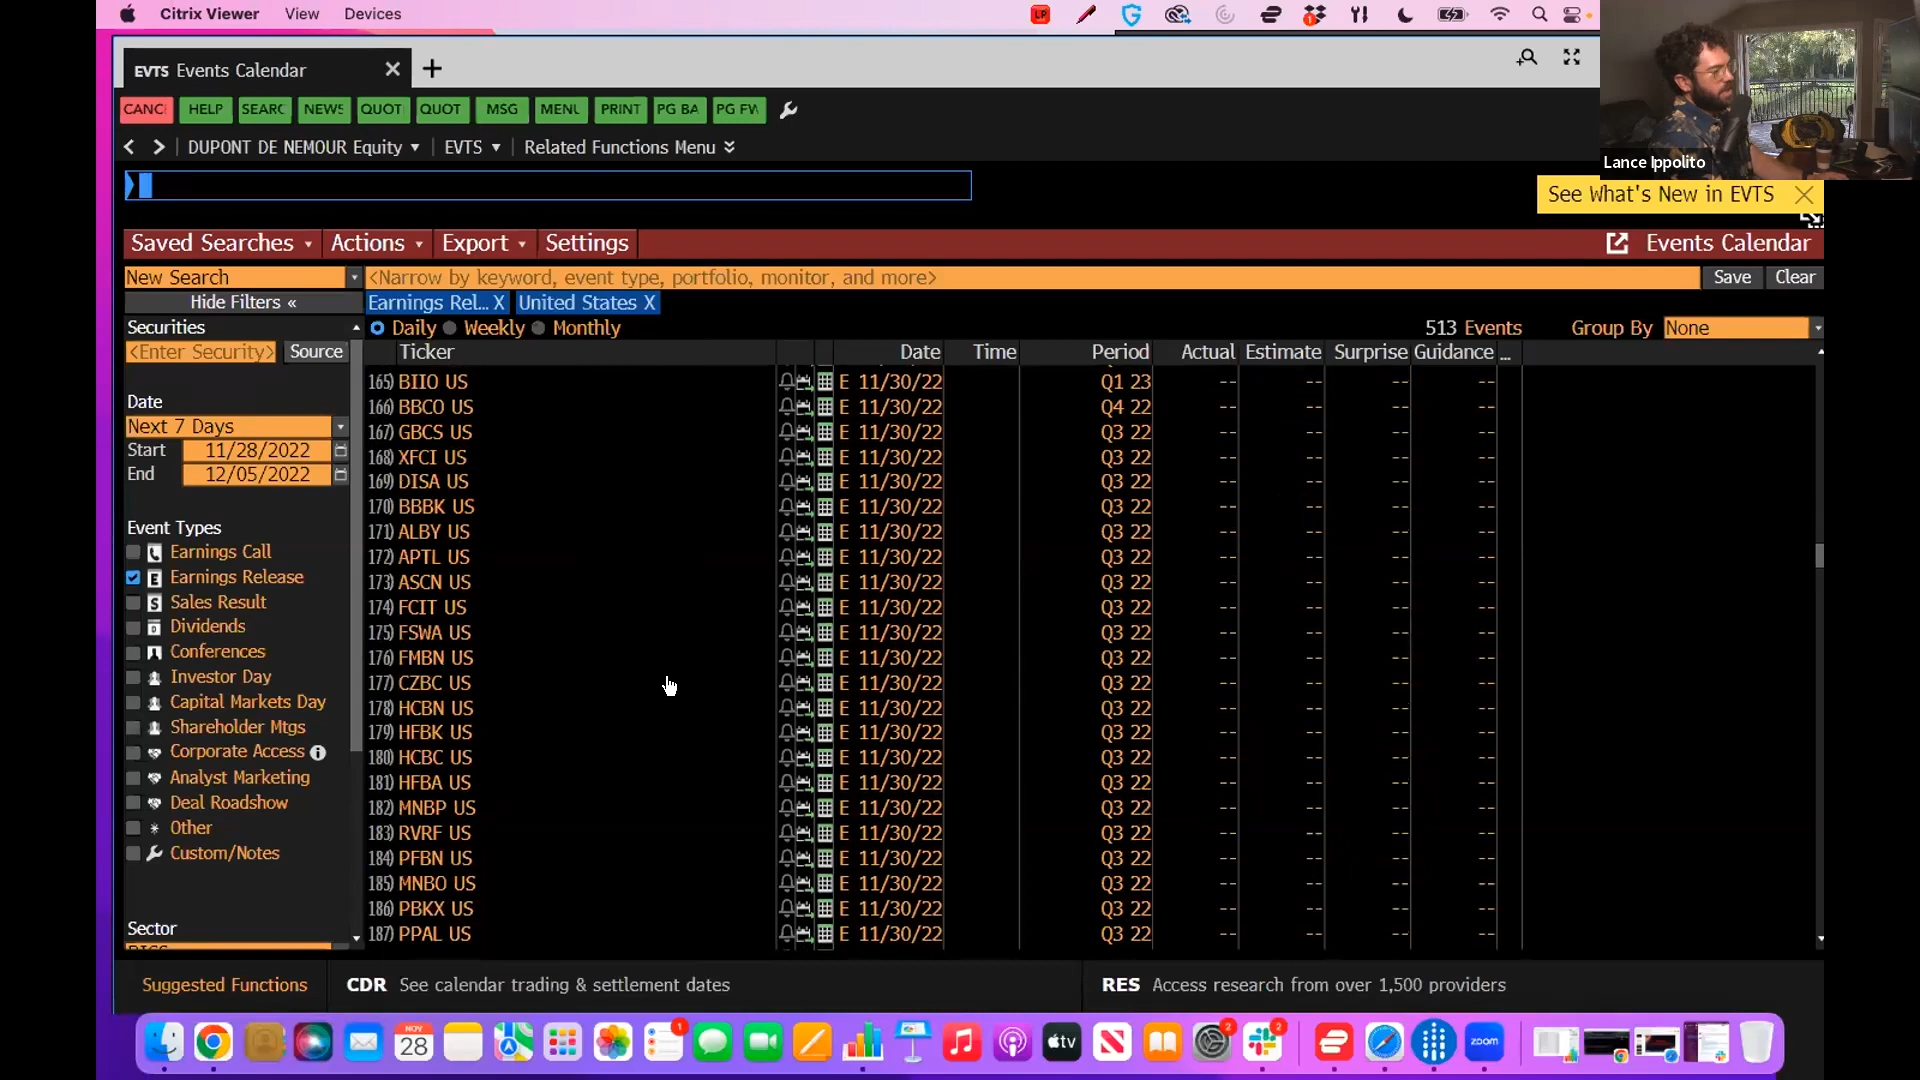 Citrix Viewer View Devices
EVTS Events Calendar
CANC HELP SEARC NEWS QUOT QUOT MSG MENU PRINT PG BA PG FW
DUPONT DE NEMOUR Equity EVTS Related Functions Menu
Lance Ippolito
See What's New in EVTS
Saved Searches Actions Export Settings Events Calendar
New Search <Narrow by keyword, event type, portfolio, monitor, and more> Save Clear
Hide Filters « Earnings Rel... X United States X
Securities Daily Weekly Monthly 513 Events Group By None
<Enter Security> Source Ticker Date Time Period Actual Estimate Surprise Guidance ...
165) BIIO US E 11/30/22 Q1 23 -- -- -- --
166) BBCO US E 11/30/22 Q4 22 -- -- -- --
167) GBCS US E 11/30/22 Q3 22 -- -- -- --
168) XFCI US E 11/30/22 Q3 22 -- -- -- --
169) DISA US E 11/30/22 Q3 22 -- -- -- --
170) BBBK US E 11/30/22 Q3 22 -- -- -- --
171) ALBY US E 11/30/22 Q3 22 -- -- -- --
172) APTL US E 11/30/22 Q3 22 -- -- -- --
173) ASCN US E 11/30/22 Q3 22 -- -- -- --
174) FCIT US E 11/30/22 Q3 22 -- -- -- --
175) FSWA US E 11/30/22 Q3 22 -- -- -- --
176) FMBN US E 11/30/22 Q3 22 -- -- -- --
177) CZBC US E 11/30/22 Q3 22 -- -- -- --
178) HCBN US E 11/30/22 Q3 22 -- -- -- --
179) HFBK US E 11/30/22 Q3 22 -- -- -- --
180) HCBC US E 11/30/22 Q3 22 -- -- -- --
181) HFBA US E 11/30/22 Q3 22 -- -- -- --
182) MNBP US E 11/30/22 Q3 22 -- -- -- --
183) RVRF US E 11/30/22 Q3 22 -- -- -- --
184) PFBN US E 11/30/22 Q3 22 -- -- -- --
185) MNBO US E 11/30/22 Q3 22 -- -- -- --
186) PBKX US E 11/30/22 Q3 22 -- -- -- --
187) PPAL US E 11/30/22 Q3 22 -- -- -- --
Date
Next 7 Days
Start 11/28/2022
End 12/05/2022
Event Types
Earnings Call
E Earnings Release
S Sales Result
Dividends
Conferences
Investor Day
Capital Markets Day
Shareholder Mtgs
Corporate Access
Analyst Marketing
Deal Roadshow
Other
Custom/Notes
Sector
Suggested Functions CDR See calendar trading & settlement dates RES Access research from over 1,500 providers
NOV
28
1
tv
2
2
zoom